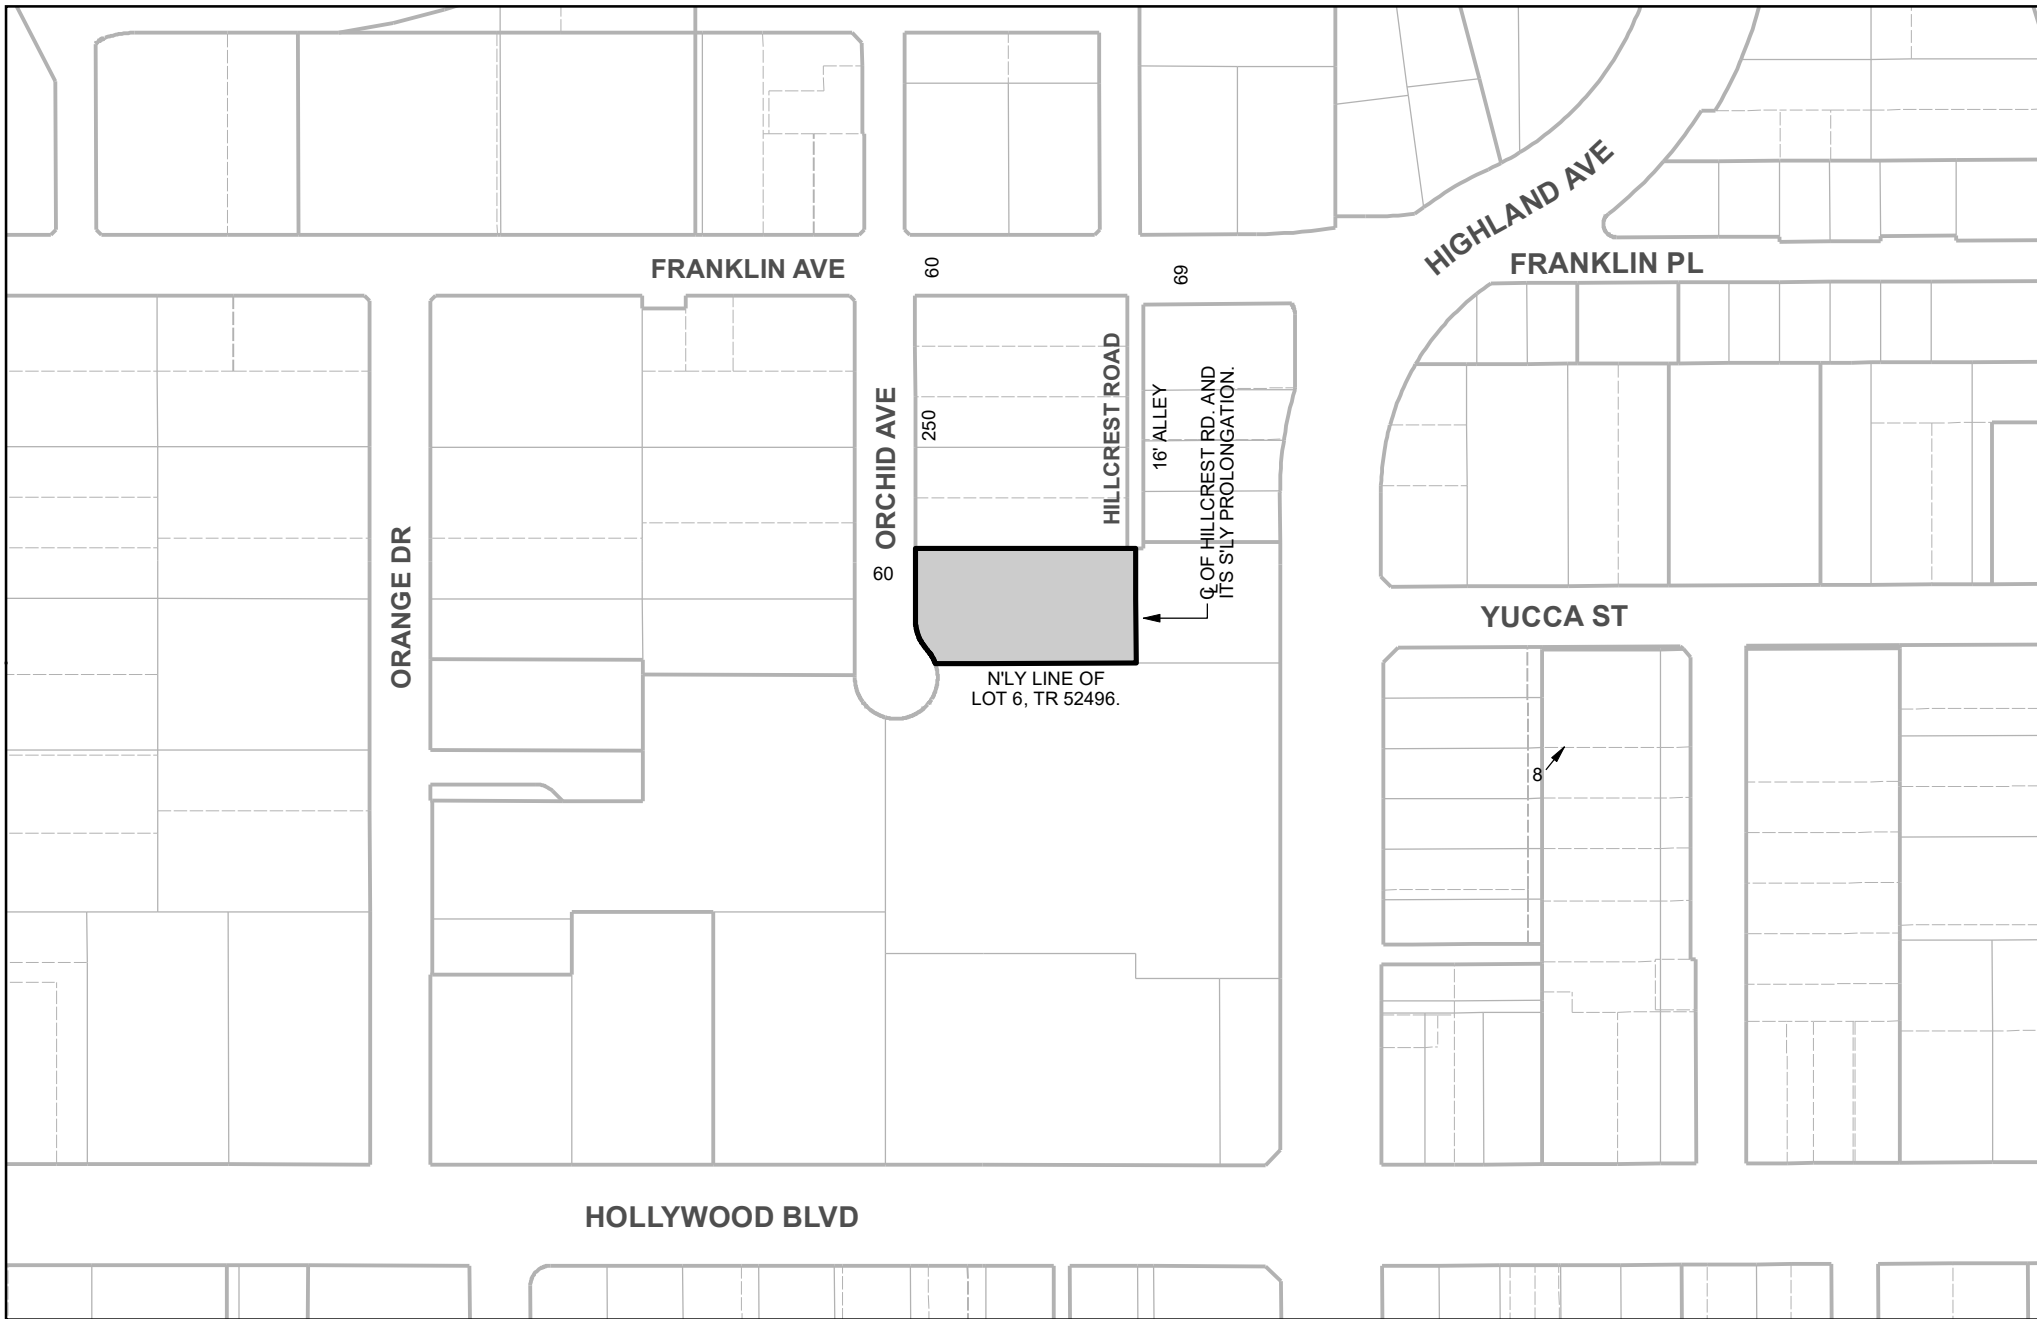 HIGHLAND AVE
FRANKLIN AVE
60
69
FRANKLIN PL
ORCHID AVE
250
HILLCREST ROAD
16' ALLEY
℄ OF HILLCREST RD. AND
ITS S'LY PROLONGATION.
ORANGE DR
60
YUCCA ST
N'LY LINE OF
LOT 6, TR 52496.
8
HOLLYWOOD BLVD